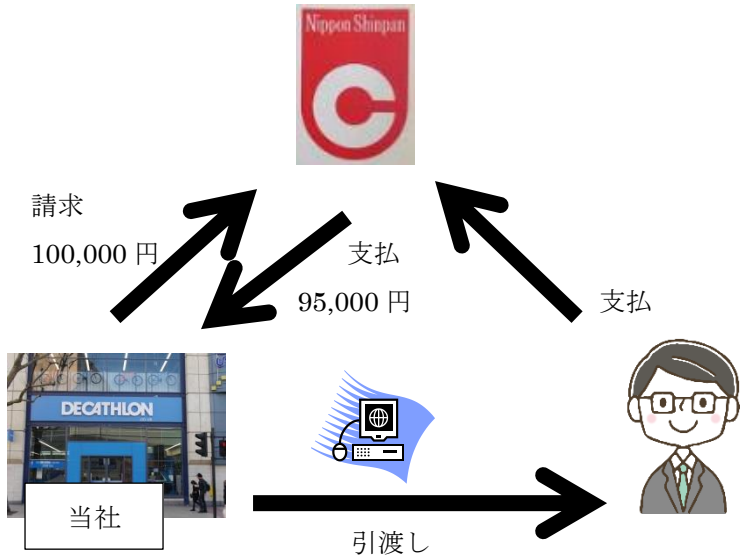 Nippon Shinpan
請求
100,000 円
支払
95,000 円
支払
DECATHLON
当社
引渡し